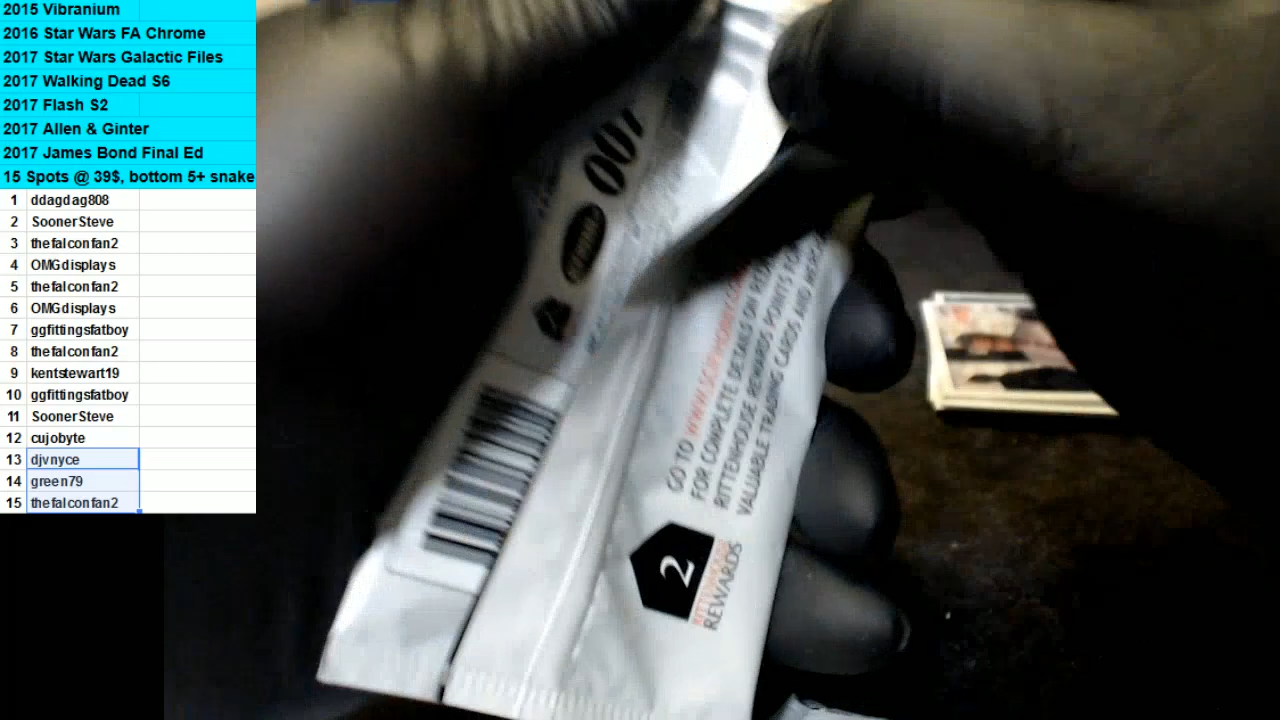 2015 Vibranium
2016 Star Wars FA Chrome
2017 Star Wars Galactic Files
2017 Walking Dead S6
2017 Flash S2
2017 Allen & Ginter
2017 James Bond Final Ed
15 Spots @ 39$, bottom 5+ snake
1 ddagdag808
2 SoonerSteve
3 thefalconfan2
4 OMGdisplays
5 thefalconfan2
6 OMGdisplays
7 ggfittingsfatboy
8 thefalconfan2
9 kentstewart19
10 ggfittingsfatboy
11 SoonerSteve
12 cujobyte
13 djvnyce
14 green79
15 thefalconfan2
007
GO TO
FOR COMPLETE DETAILS ON
RITTENHOUSE REWARDS POINTS
VALUABLE TRADING CARDS AND
2
RITTENHOUSE
REWARDS